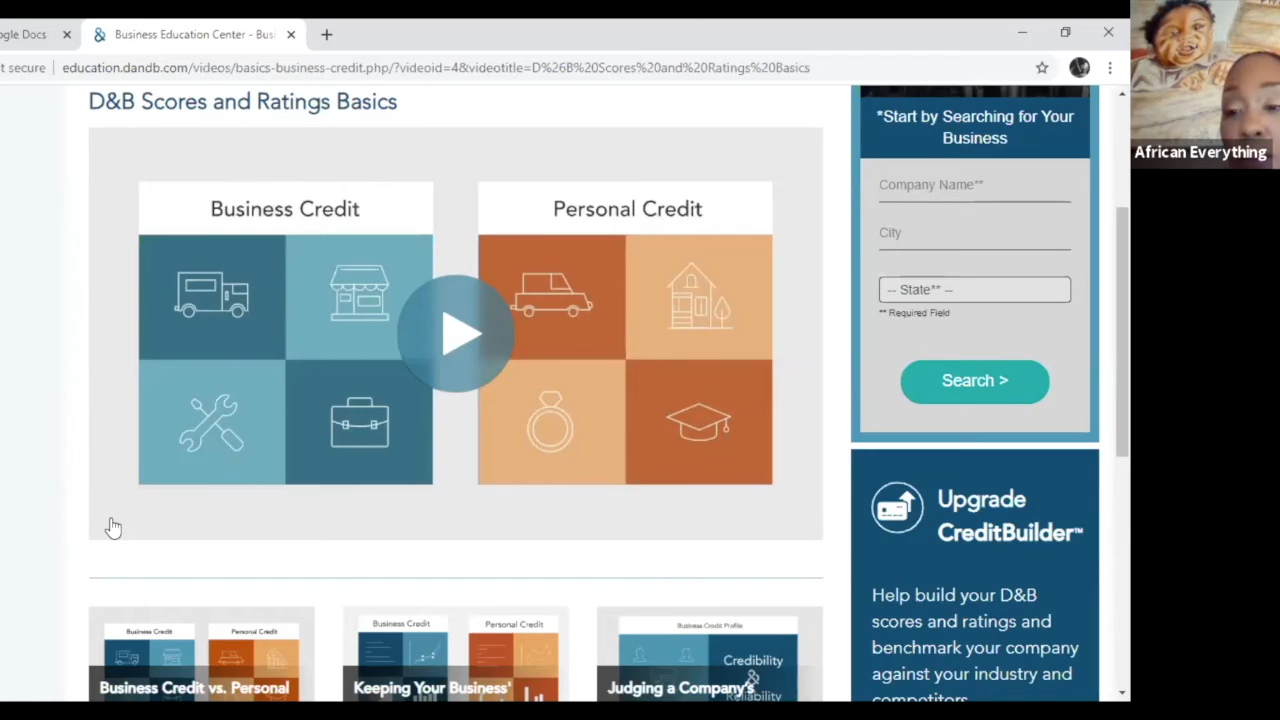 ogle Docs
Business Education Center - Busi
t secure
education.dandb.com/videos/basics-business-credit.php/?videoid=4&videotitle=D%26B%20Scores%20and%20Ratings%20Basics
African Everything
D&B Scores and Ratings Basics
Business Credit
Personal Credit
*Start by Searching for Your
Business
Company Name**
City
-- State** --
** Required Field
Search >
Upgrade
CreditBuilder™
Help build your D&B
scores and ratings and
benchmark your company
against your industry and
competitors
Business Credit
Personal Credit
Business Credit vs. Personal
Business Credit
Personal Credit
Keeping Your Business'
Business Credit Profile
Credibility
&
Reliability
Judging a Company's